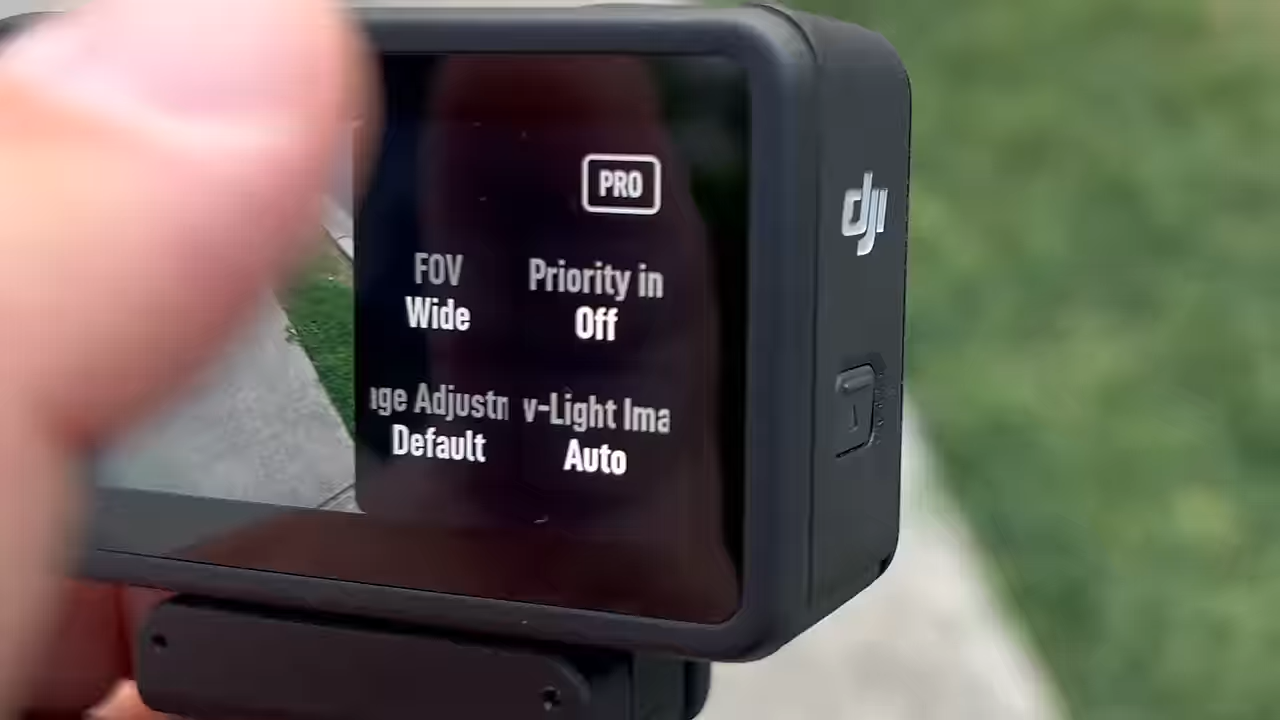 PRO
FOV
Wide
Priority in
Off
ge Adjustn
Default
v-Light Ima
Auto
dji